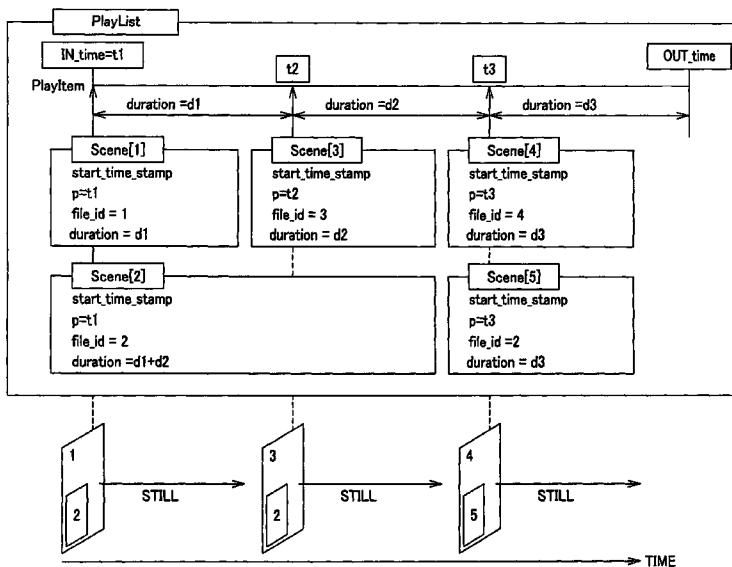 PlayList
IN_time=t1
t2
t3
OUT_time
PlayItem
duration =d1
duration =d2
duration =d3
Scene[1]
start_time_stamp
p=t1
file_id = 1
duration = d1
Scene[3]
start_time_stamp
p=t2
file_id = 3
duration = d2
Scene[4]
start_time_stamp
p=t3
file_id = 4
duration = d3
Scene[2]
start_time_stamp
p=t1
file_id = 2
duration =d1+d2
Scene[5]
start_time_stamp
p=t3
file_id =2
duration = d3
1
2
STILL
3
2
STILL
4
5
STILL
TIME